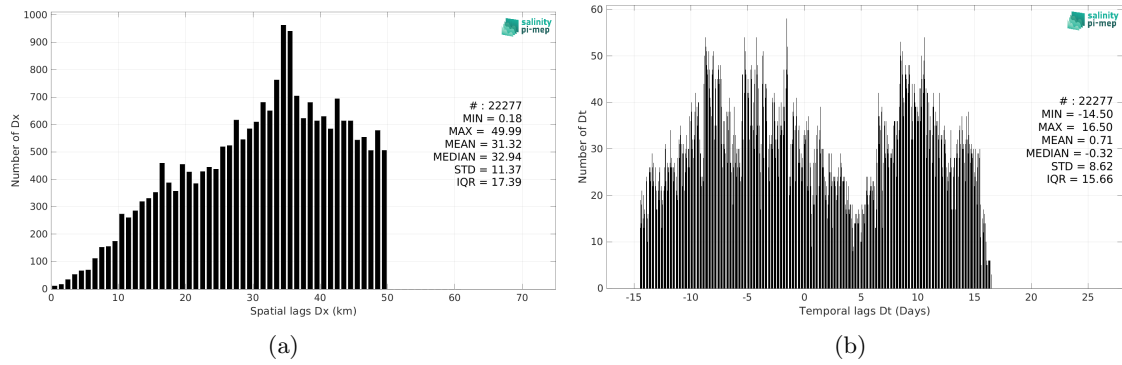 1000
900
800
700
600
500
400
300
200
100
0
Number of Dx
0 10 20 30 40 50 60 70
Spatial lags Dx (km)
salinity
pi-mep
# : 22277
MIN = 0.18
MAX = 49.99
MEAN = 31.32
MEDIAN = 32.94
STD = 11.37
IQR = 17.39
(a)
60
50
40
30
20
10
0
Number of Dt
-15 -10 -5 0 5 10 15 20 25
Temporal lags Dt (Days)
salinity
pi-mep
# : 22277
MIN = -14.50
MAX = 16.50
MEAN = 0.71
MEDIAN = -0.32
STD = 8.62
IQR = 15.66
(b)